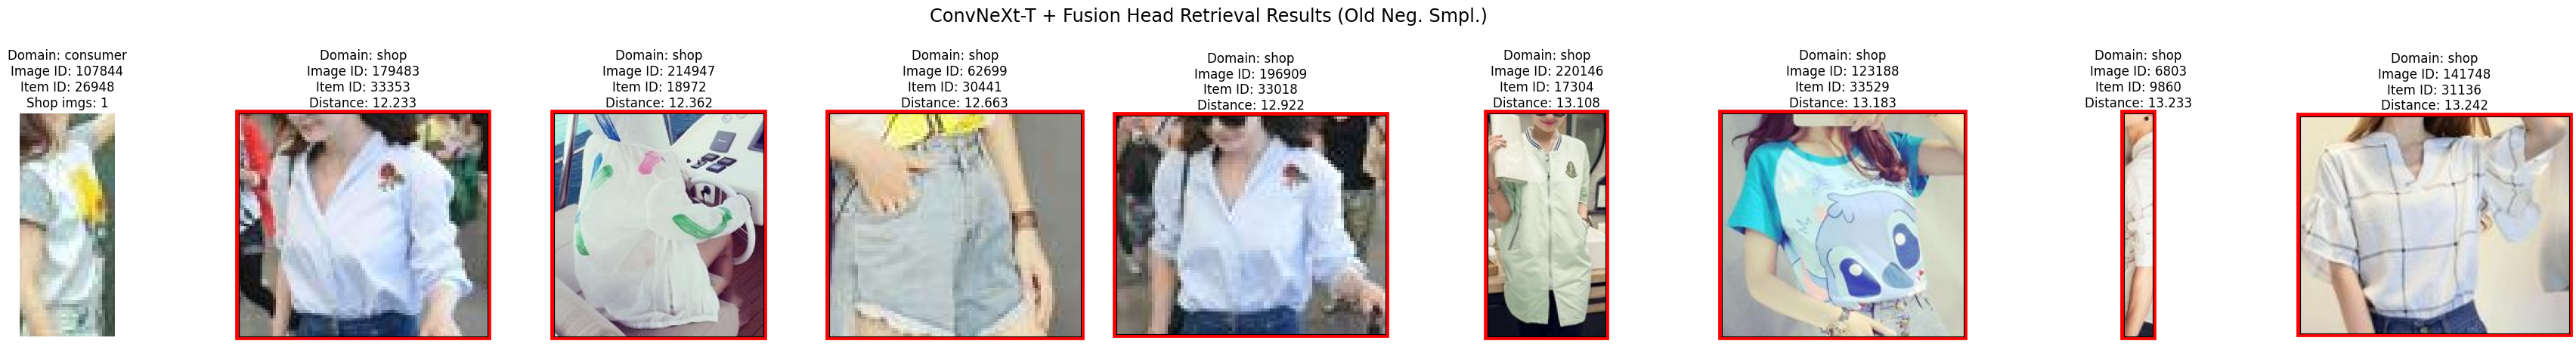 ConvNeXt-T + Fusion Head Retrieval Results (Old Neg. Smpl.)
Domain: consumer
Image ID: 107844
Item ID: 26948
Shop imgs: 1
Domain: shop
Image ID: 179483
Item ID: 33353
Distance: 12.233
Domain: shop
Image ID: 214947
Item ID: 18972
Distance: 12.362
Domain: shop
Image ID: 62699
Item ID: 30441
Distance: 12.663
Domain: shop
Image ID: 196909
Item ID: 33018
Distance: 12.922
Domain: shop
Image ID: 220146
Item ID: 17304
Distance: 13.108
Domain: shop
Image ID: 123188
Item ID: 33529
Distance: 13.183
Domain: shop
Image ID: 6803
Item ID: 9860
Distance: 13.233
Domain: shop
Image ID: 141748
Item ID: 31136
Distance: 13.242